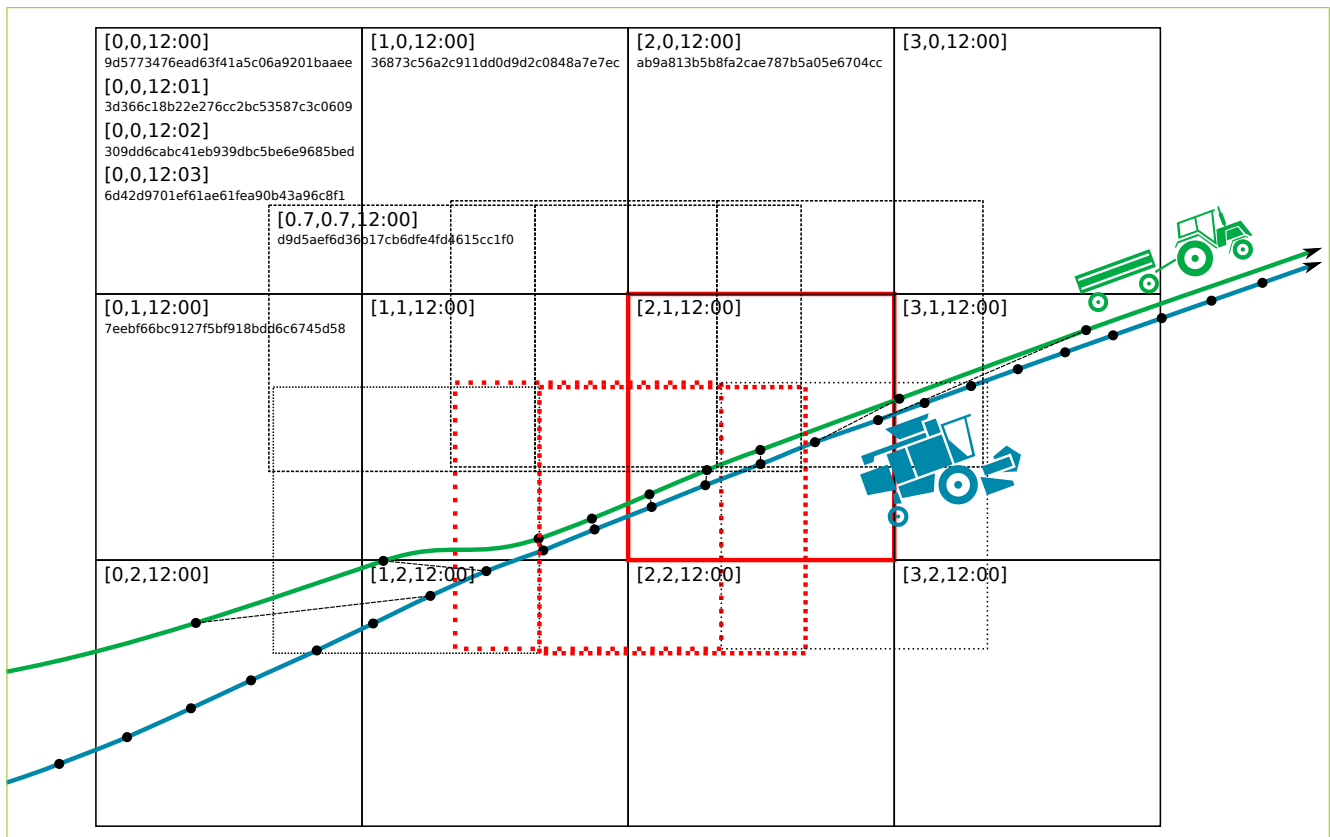 [0,0,12:00]
9d5773476ead63f41a5c06a9201baaee
[0,0,12:01]
3d366c18b22e276cc2bc53587c3c0609
[0,0,12:02]
309dd6cabc41eb939dbc5be6e9685bed
[0,0,12:03]
6d42d9701ef61ae61fea90b43a96c8f1
[1,0,12:00]
36873c56a2c911dd0d9d2c0848a7e7ec
[2,0,12:00]
ab9a813b5b8fa2cae787b5a05e6704cc
[3,0,12:00]
[0.7,0.7,12:00]
d9d5aef6d36b17cb6dfe4fd4615cc1f0
[0,1,12:00]
7eebf66bc9127f5bf918bdd6c6745d58
[1,1,12:00]
[2,1,12:00]
[3,1,12:00]
[0,2,12:00]
[1,2,12:00]
[2,2,12:00]
[3,2,12:00]